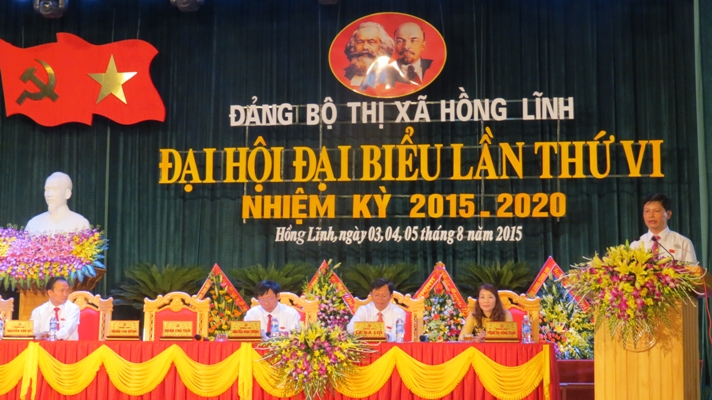 ĐẢNG BỘ THỊ XÃ HỒNG LĨNH
ĐẠI HỘI ĐẠI BIỂU LẦN THỨ VI
NHIỆM KỲ 2015-2020
Hồng Lĩnh, ngày 03, 04, 05 tháng 8 năm 2015